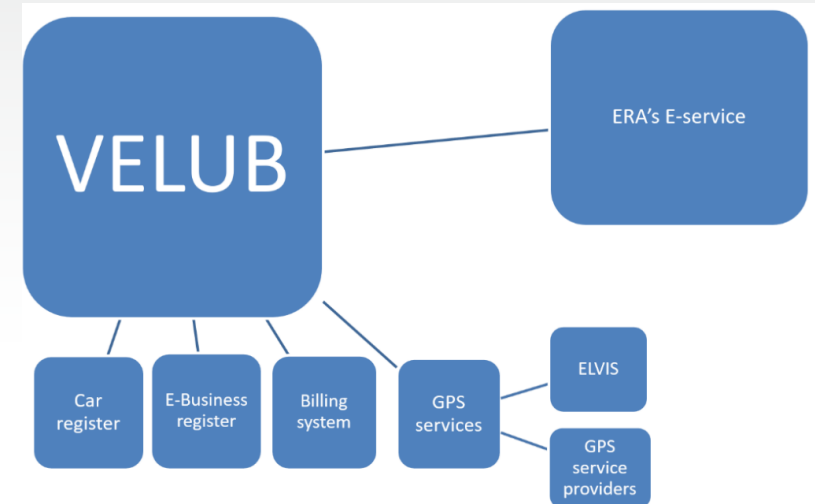 VELUB
ERA’s E-service
Car
register
E-Business
register
Billing
system
GPS
services
ELVIS
GPS
service
providers